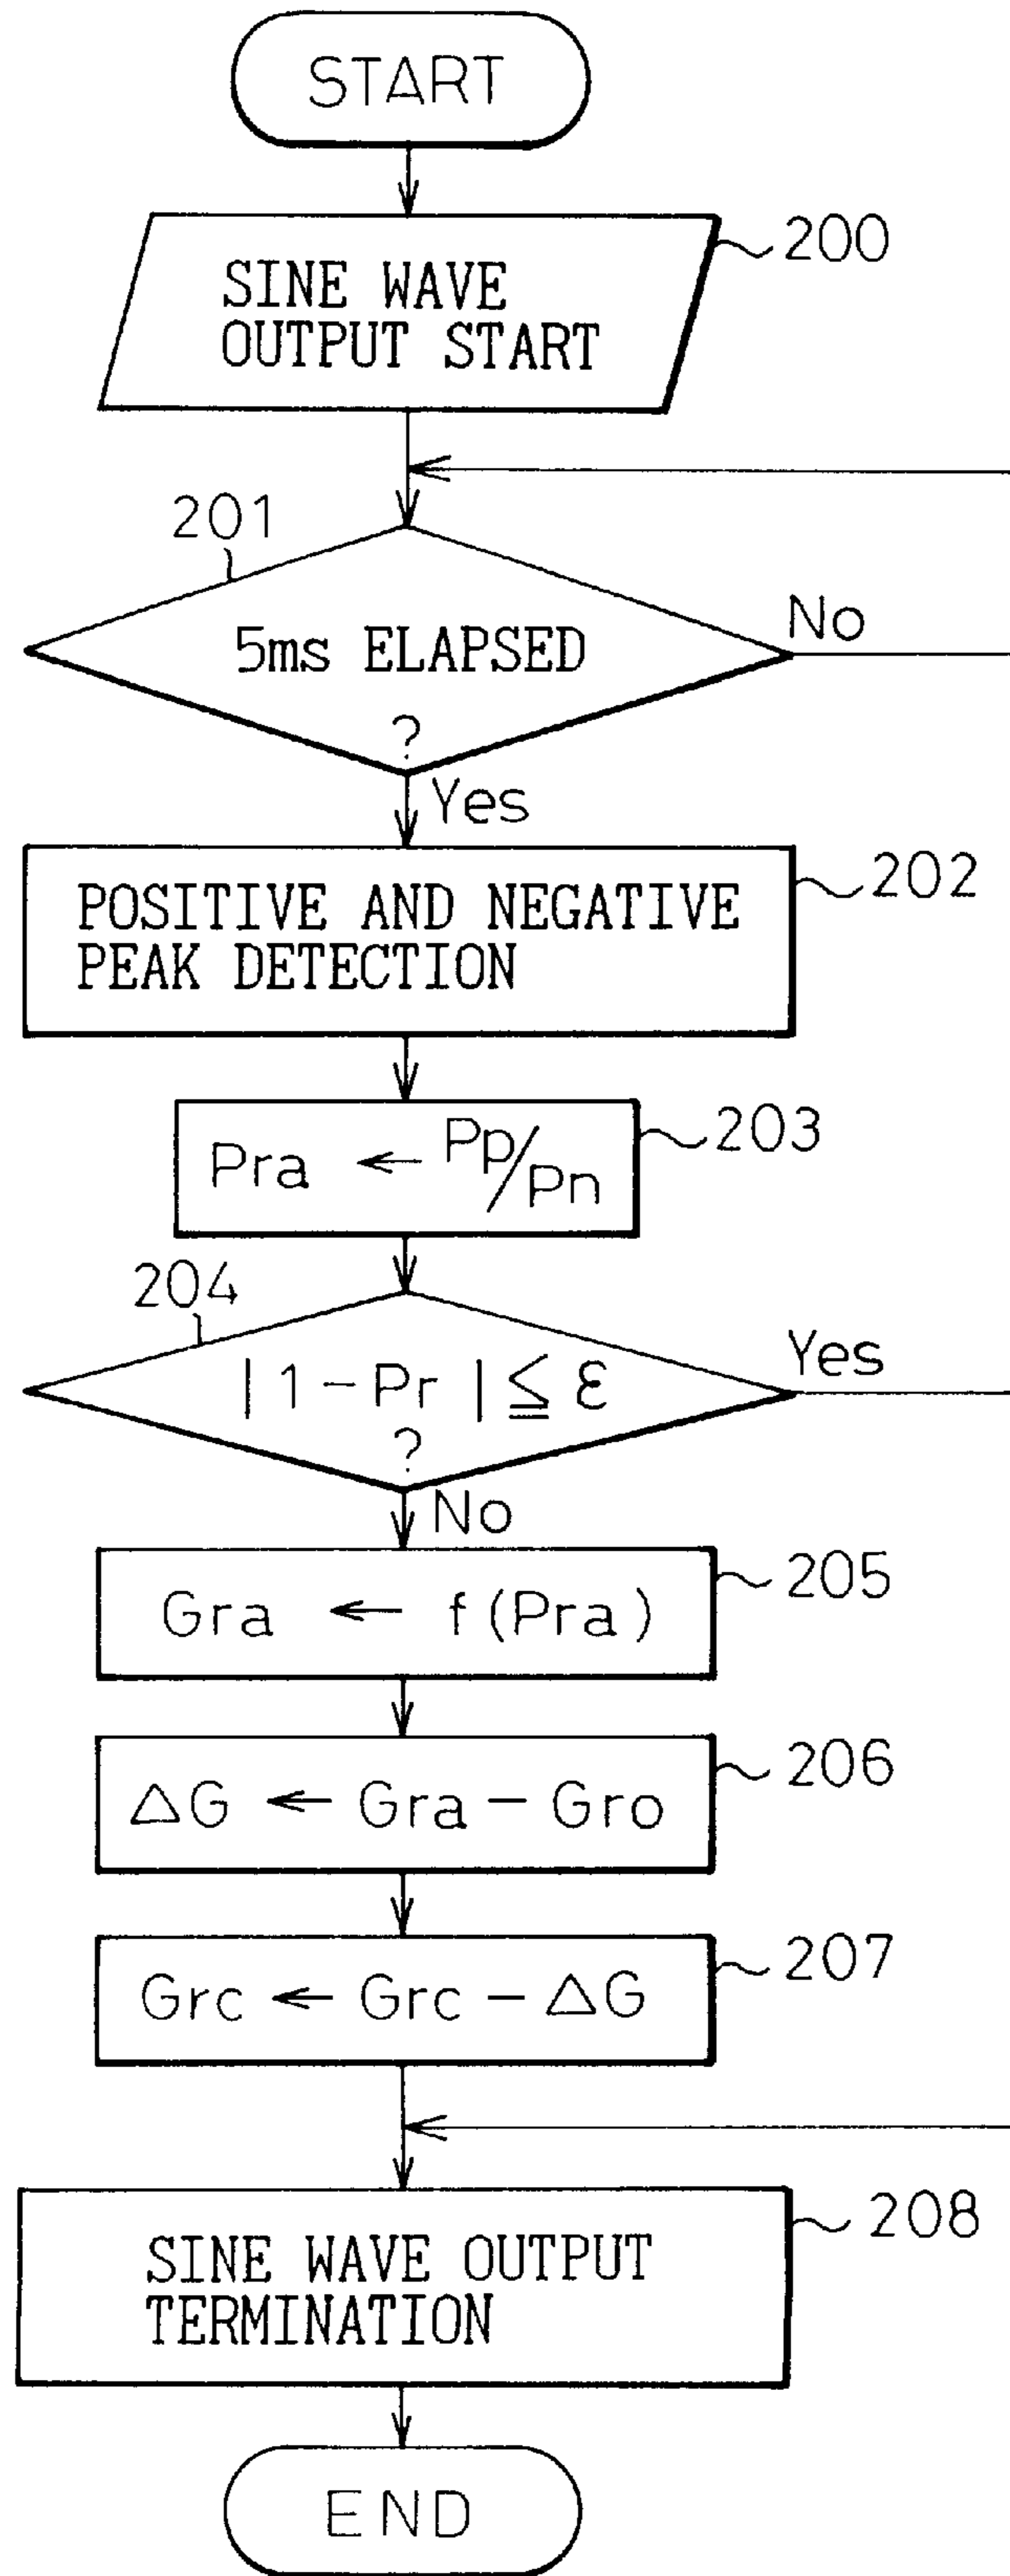 START
200
SINE WAVE
OUTPUT START
201
5ms ELAPSED
?
No
Yes
202
POSITIVE AND NEGATIVE
PEAK DETECTION
203
Pra ← Pp/Pn
204
| 1 - Pr | ≦ ε
?
Yes
No
205
Gra ← f(Pra)
206
△G ← Gra - Gro
207
Grc ← Grc - △G
208
SINE WAVE OUTPUT
TERMINATION
END